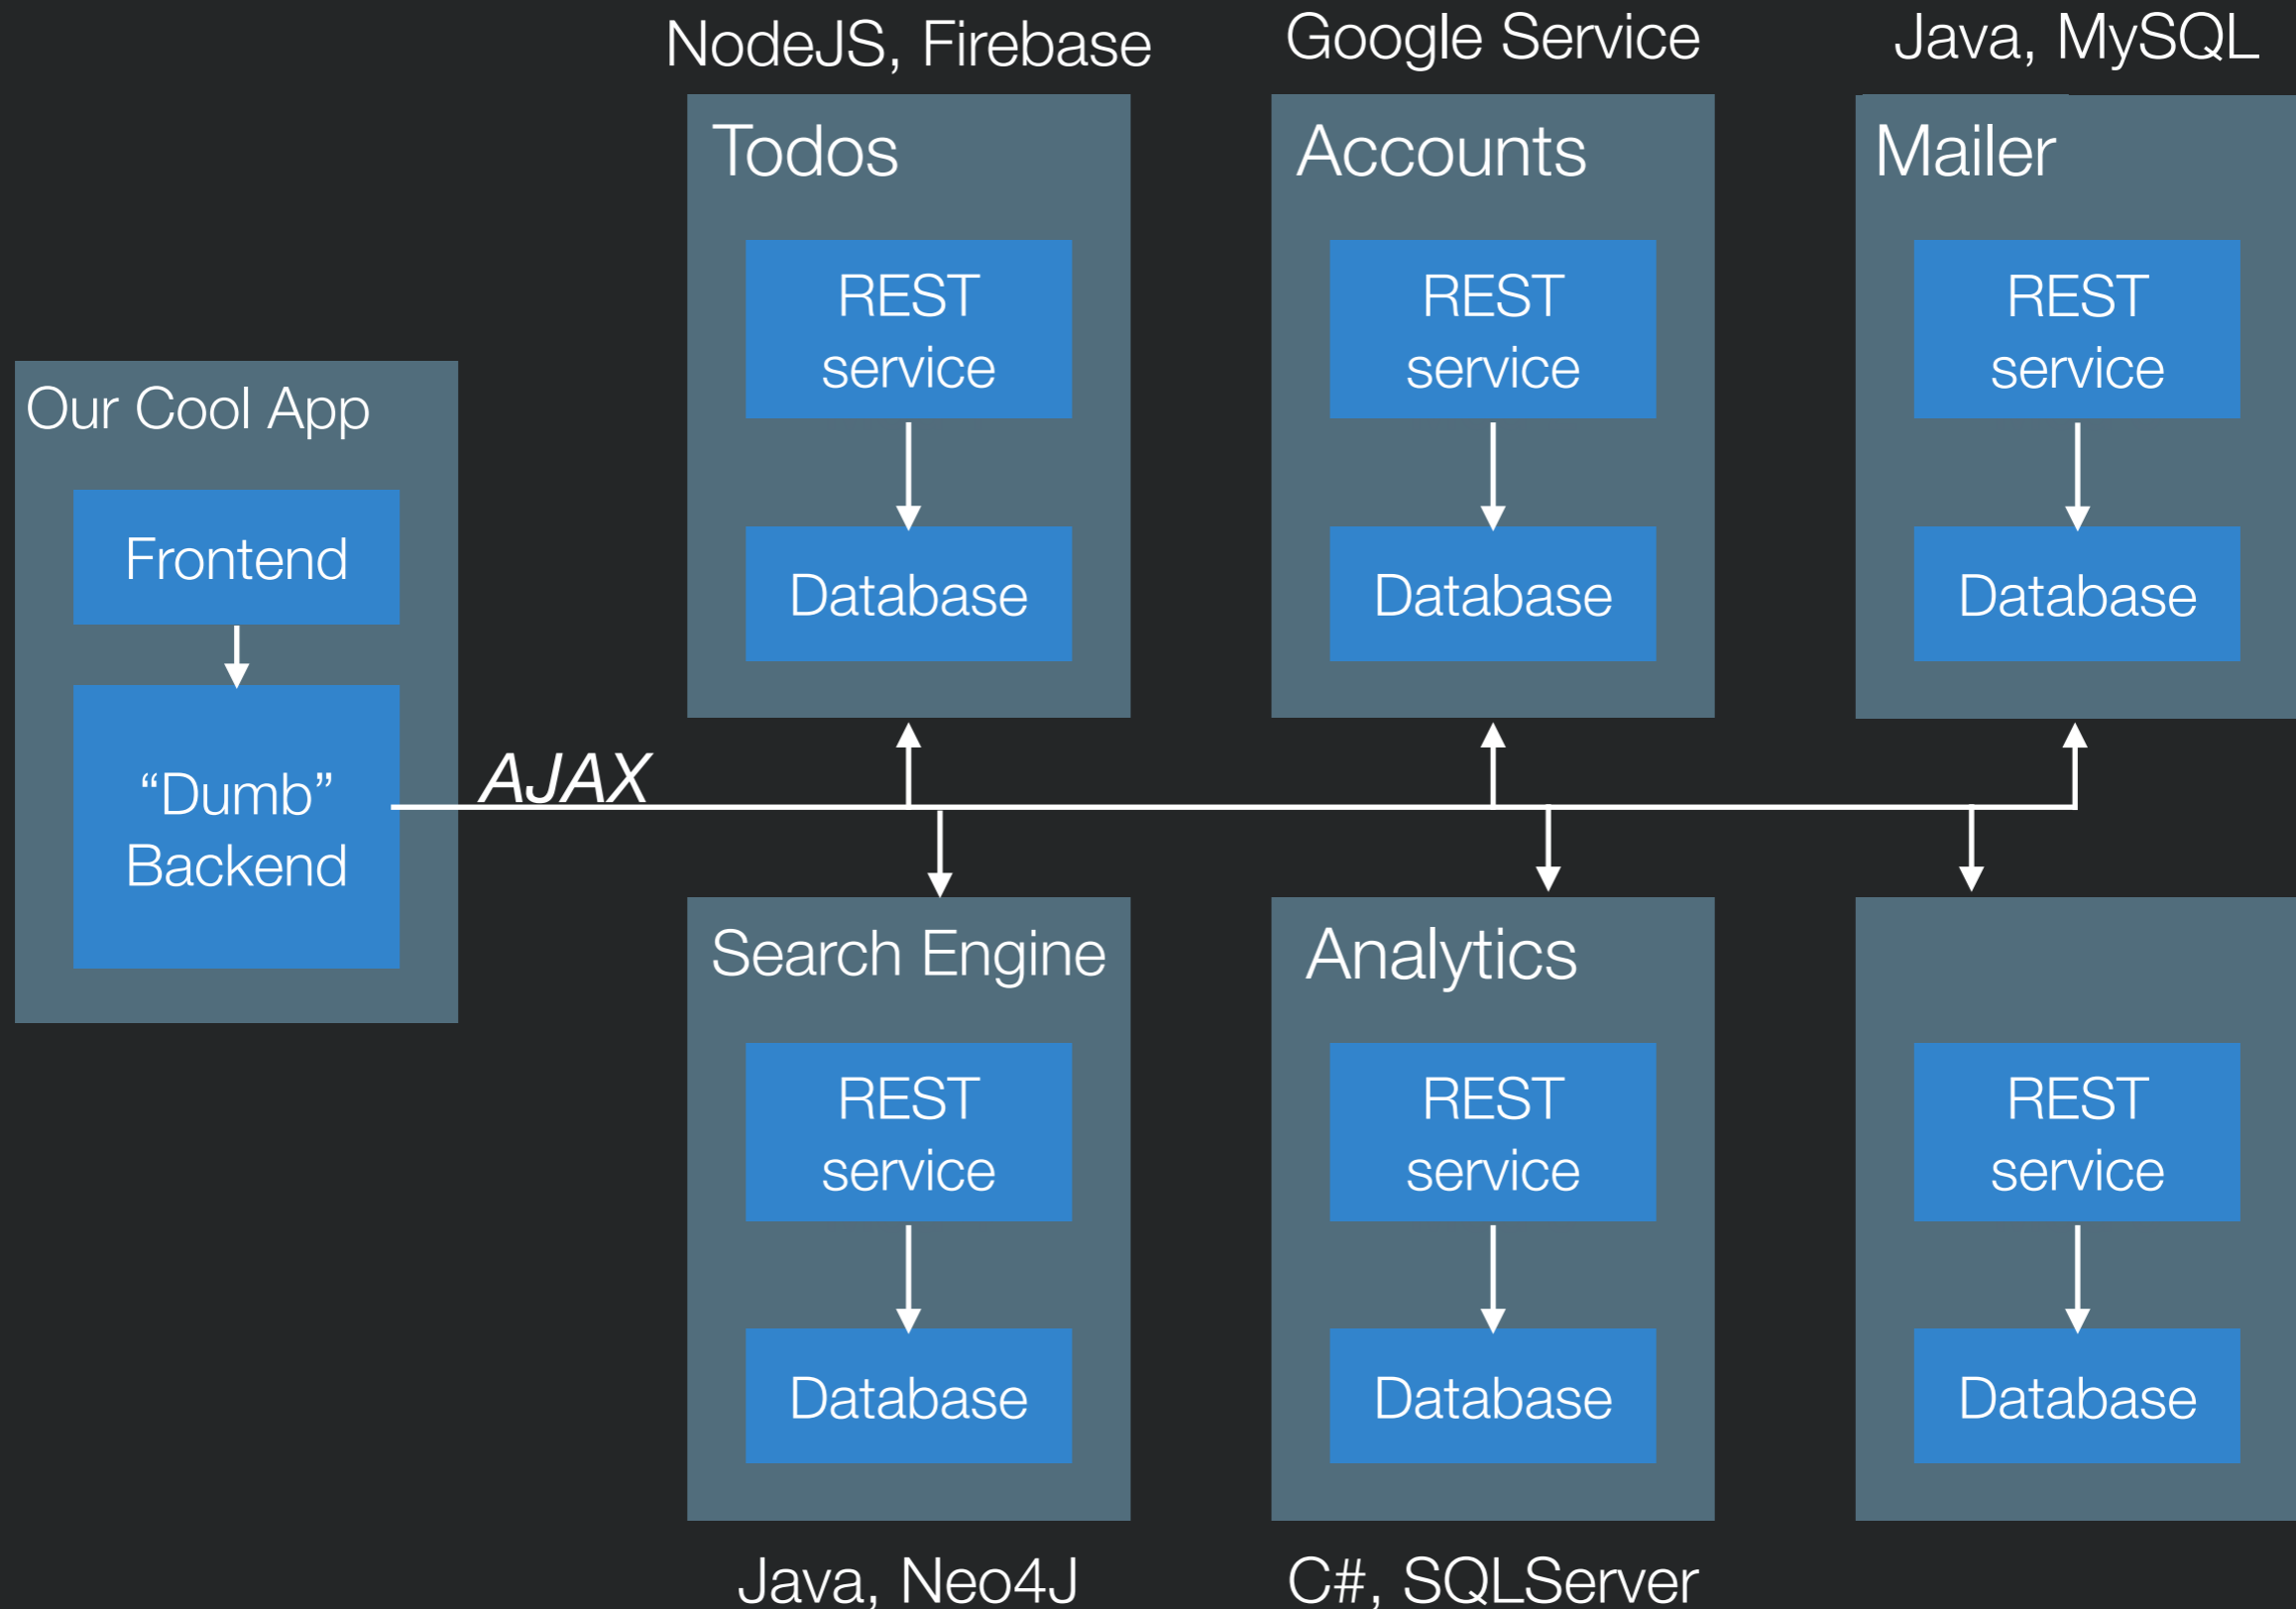 NodeJS, Firebase
Google Service
Java, MySQL
Todos
REST
service
Database
Accounts
REST
service
Database
Mailer
REST
service
Database
Our Cool App
Frontend
“Dumb”
Backend
AJAX
Search Engine
REST
service
Database
Analytics
REST
service
Database
REST
service
Database
Java, Neo4J
C#, SQLServer